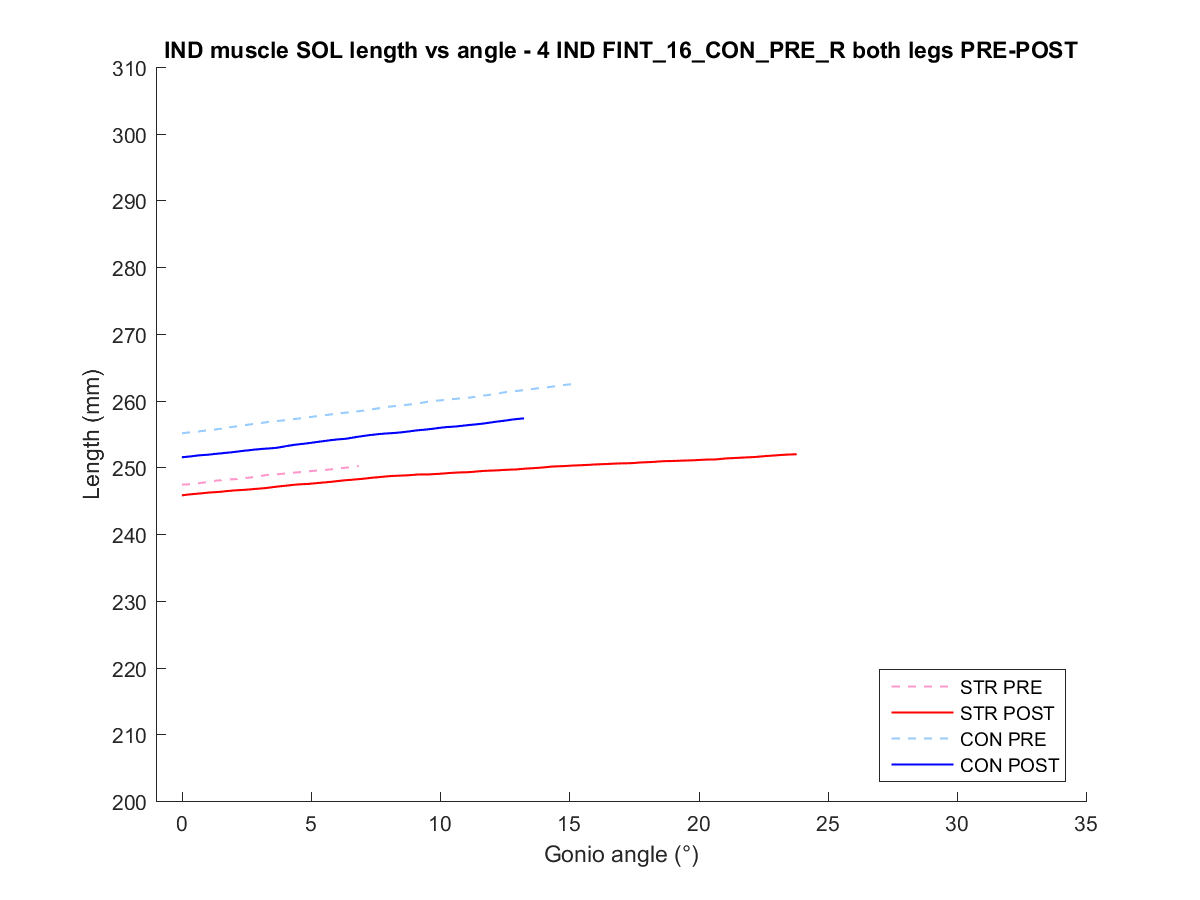 IND muscle SOL length vs angle - 4 IND FINT_16_CON_PRE_R both legs PRE-POST
310
300
290
280
270
260
250
240
230
220
210
200
Length (mm)
0 5 10 15 20 25 30 35
Gonio angle (°)
STR PRE
STR POST
CON PRE
CON POST